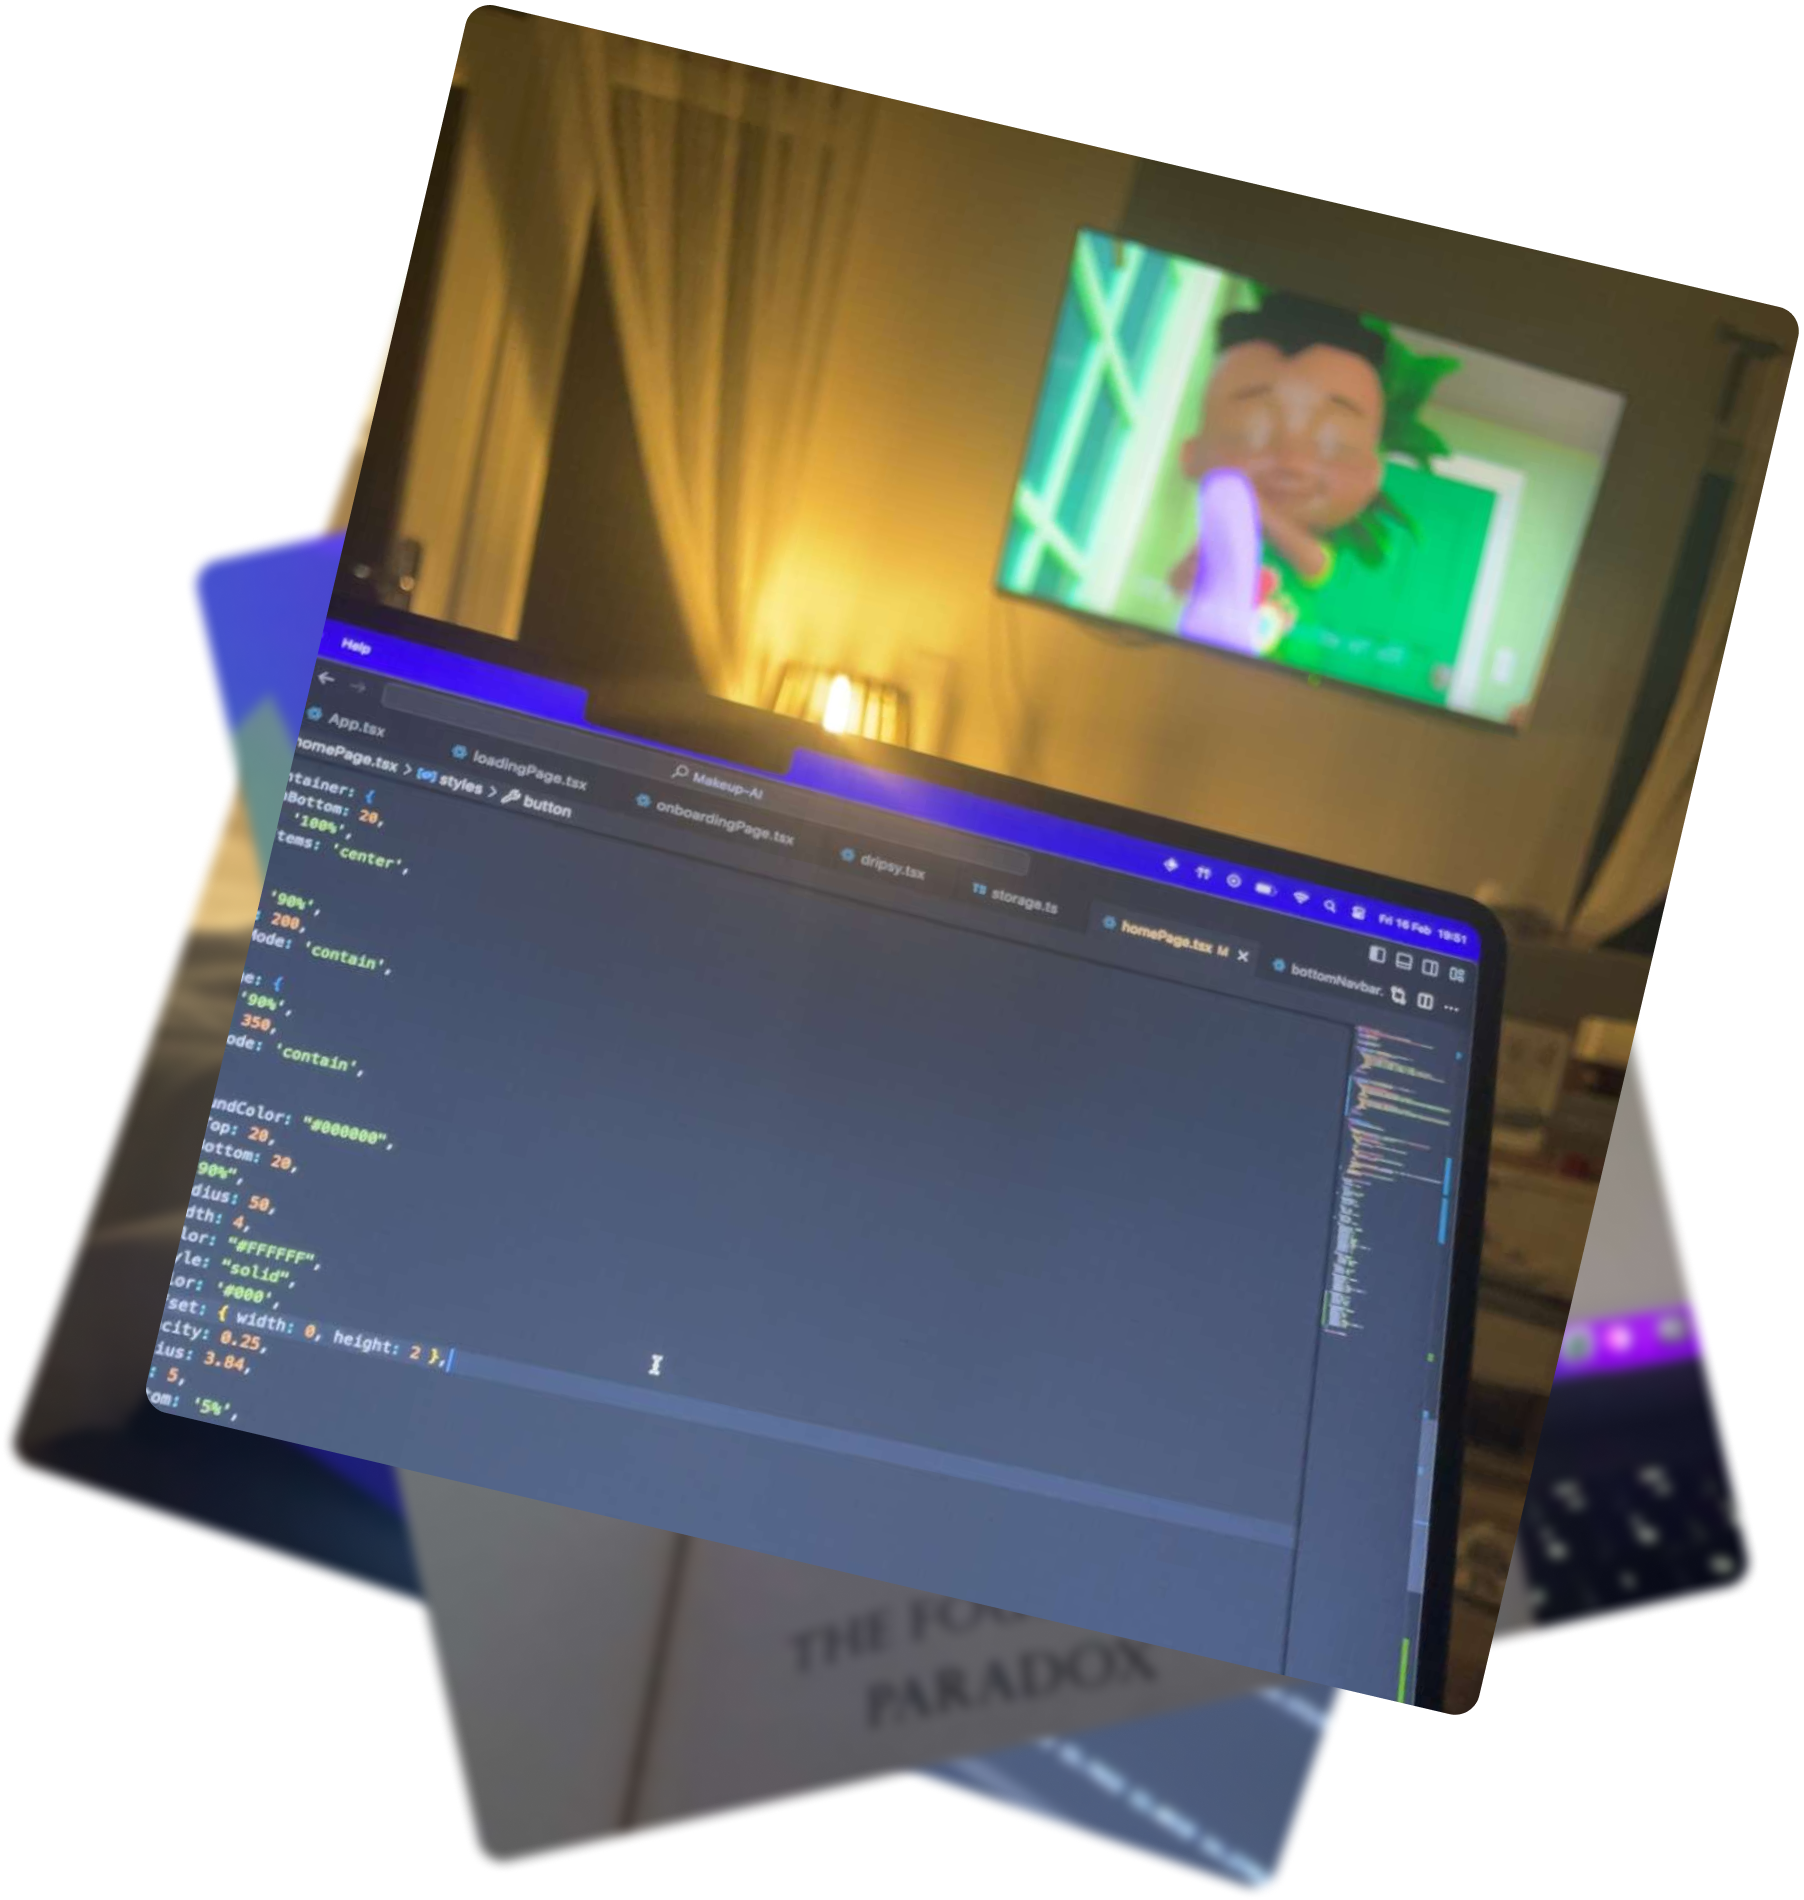 Help
Fri 16 Feb 19:51
Makeup-AI
App.tsx
loadingPage.tsx
onboardingPage.tsx
dripsy.tsx
TS storage.ts
homePage.tsx M
bottomNavbar.
homePage.tsx > styles > button
ntainer: {
Bottom: 20,
'100%',
tems: 'center',
'90%',
: 200,
Mode: 'contain',
e: {
'90%',
350,
ode: 'contain',
undColor: "#000000",
op: 20,
ottom: 20,
90%",
dius: 50,
dth: 4,
lor: "#FFFFFF",
yle: "solid",
lor: '#000',
set: { width: 0, height: 2 },
city: 0.25,
ius: 3.84,
: 5,
om: '5%',
THE
PARADOX